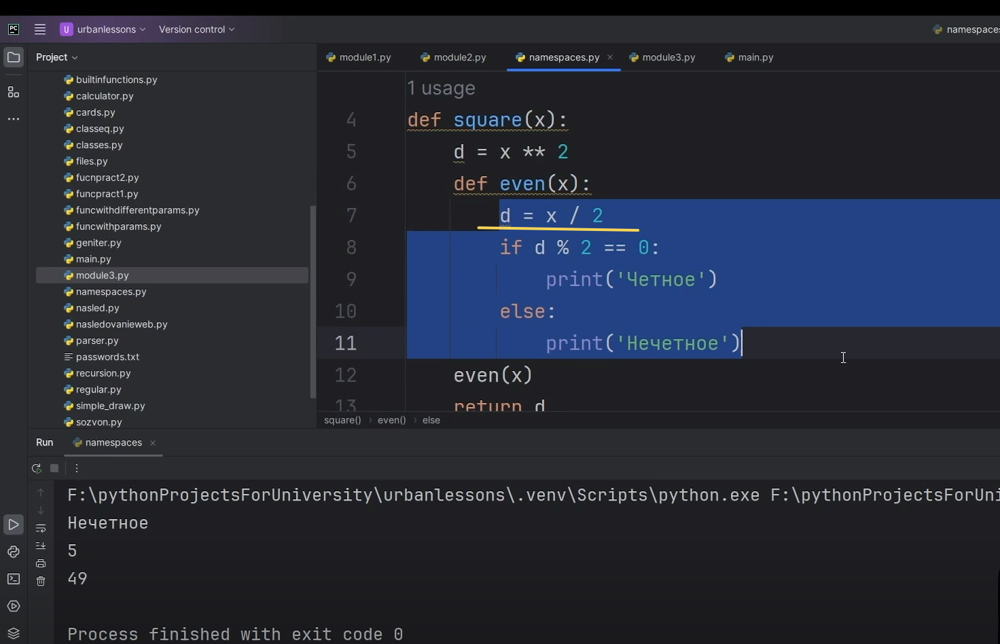 PC
U urbanlessons Version control namespaces
Project
module1.py module2.py namespaces.py module3.py main.py
builtinfunctions.py
calculator.py
cards.py
classeq.py
classes.py
files.py
fucnpract2.py
funcpract1.py
funcwithdifferentparams.py
funcwithparams.py
geniter.py
main.py
module3.py
namespaces.py
nasled.py
nasledovanieweb.py
parser.py
passwords.txt
recursion.py
regular.py
simple_draw.py
sozvon.py
1 usage
4 def square(x):
5 d = x ** 2
6 def even(x):
7 d = x / 2
8 if d % 2 == 0:
9 print('Четное')
10 else:
11 print('Нечетное')
12 even(x)
13 return d
square() › even() › else
Run namespaces
F:\pythonProjectsForUniversity\urbanlessons\.venv\Scripts\python.exe F:\pythonProjectsForUni
Нечетное
5
49
Process finished with exit code 0